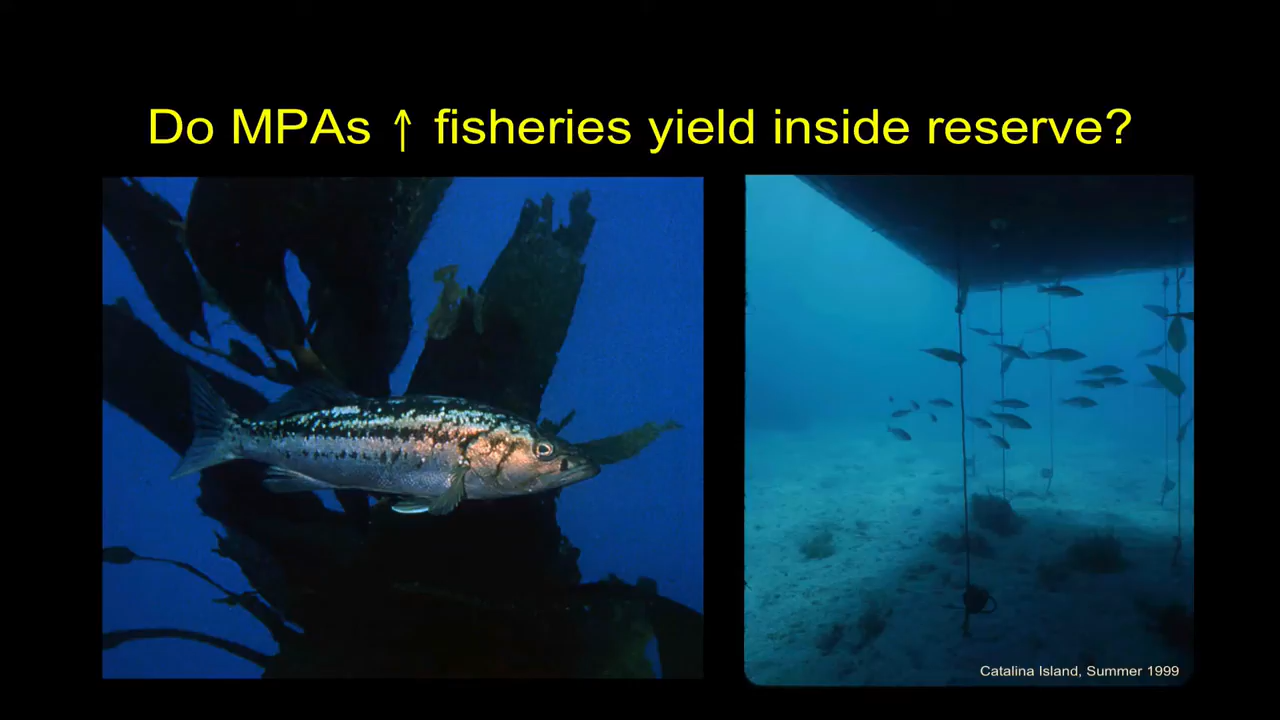 Do MPAs ↑ fisheries yield inside reserve?
Catalina Island, Summer 1999